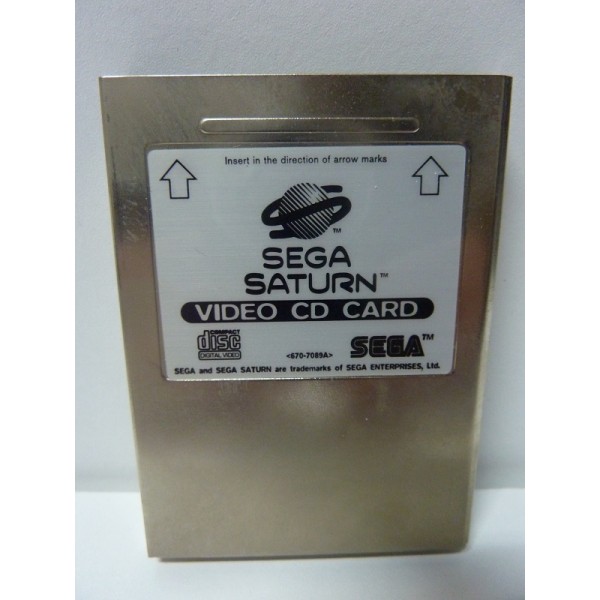 Insert in the direction of arrow marks
TM
SEGA
SATURN™
VIDEO CD CARD
COMPACT
disc
DIGITAL VIDEO
<670-7089A>
SEGA™
SEGA and SEGA SATURN are trademarks of SEGA ENTERPRISES, Ltd.